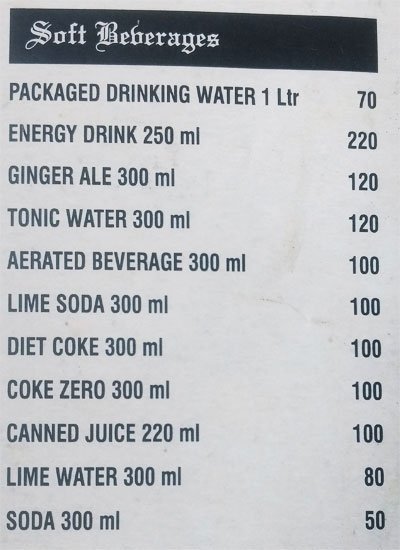 Soft Beverages
PACKAGED DRINKING WATER 1 Ltr 70
ENERGY DRINK 250 ml 220
GINGER ALE 300 ml 120
TONIC WATER 300 ml 120
AERATED BEVERAGE 300 ml 100
LIME SODA 300 ml 100
DIET COKE 300 ml 100
COKE ZERO 300 ml 100
CANNED JUICE 220 ml 100
LIME WATER 300 ml 80
SODA 300 ml 50